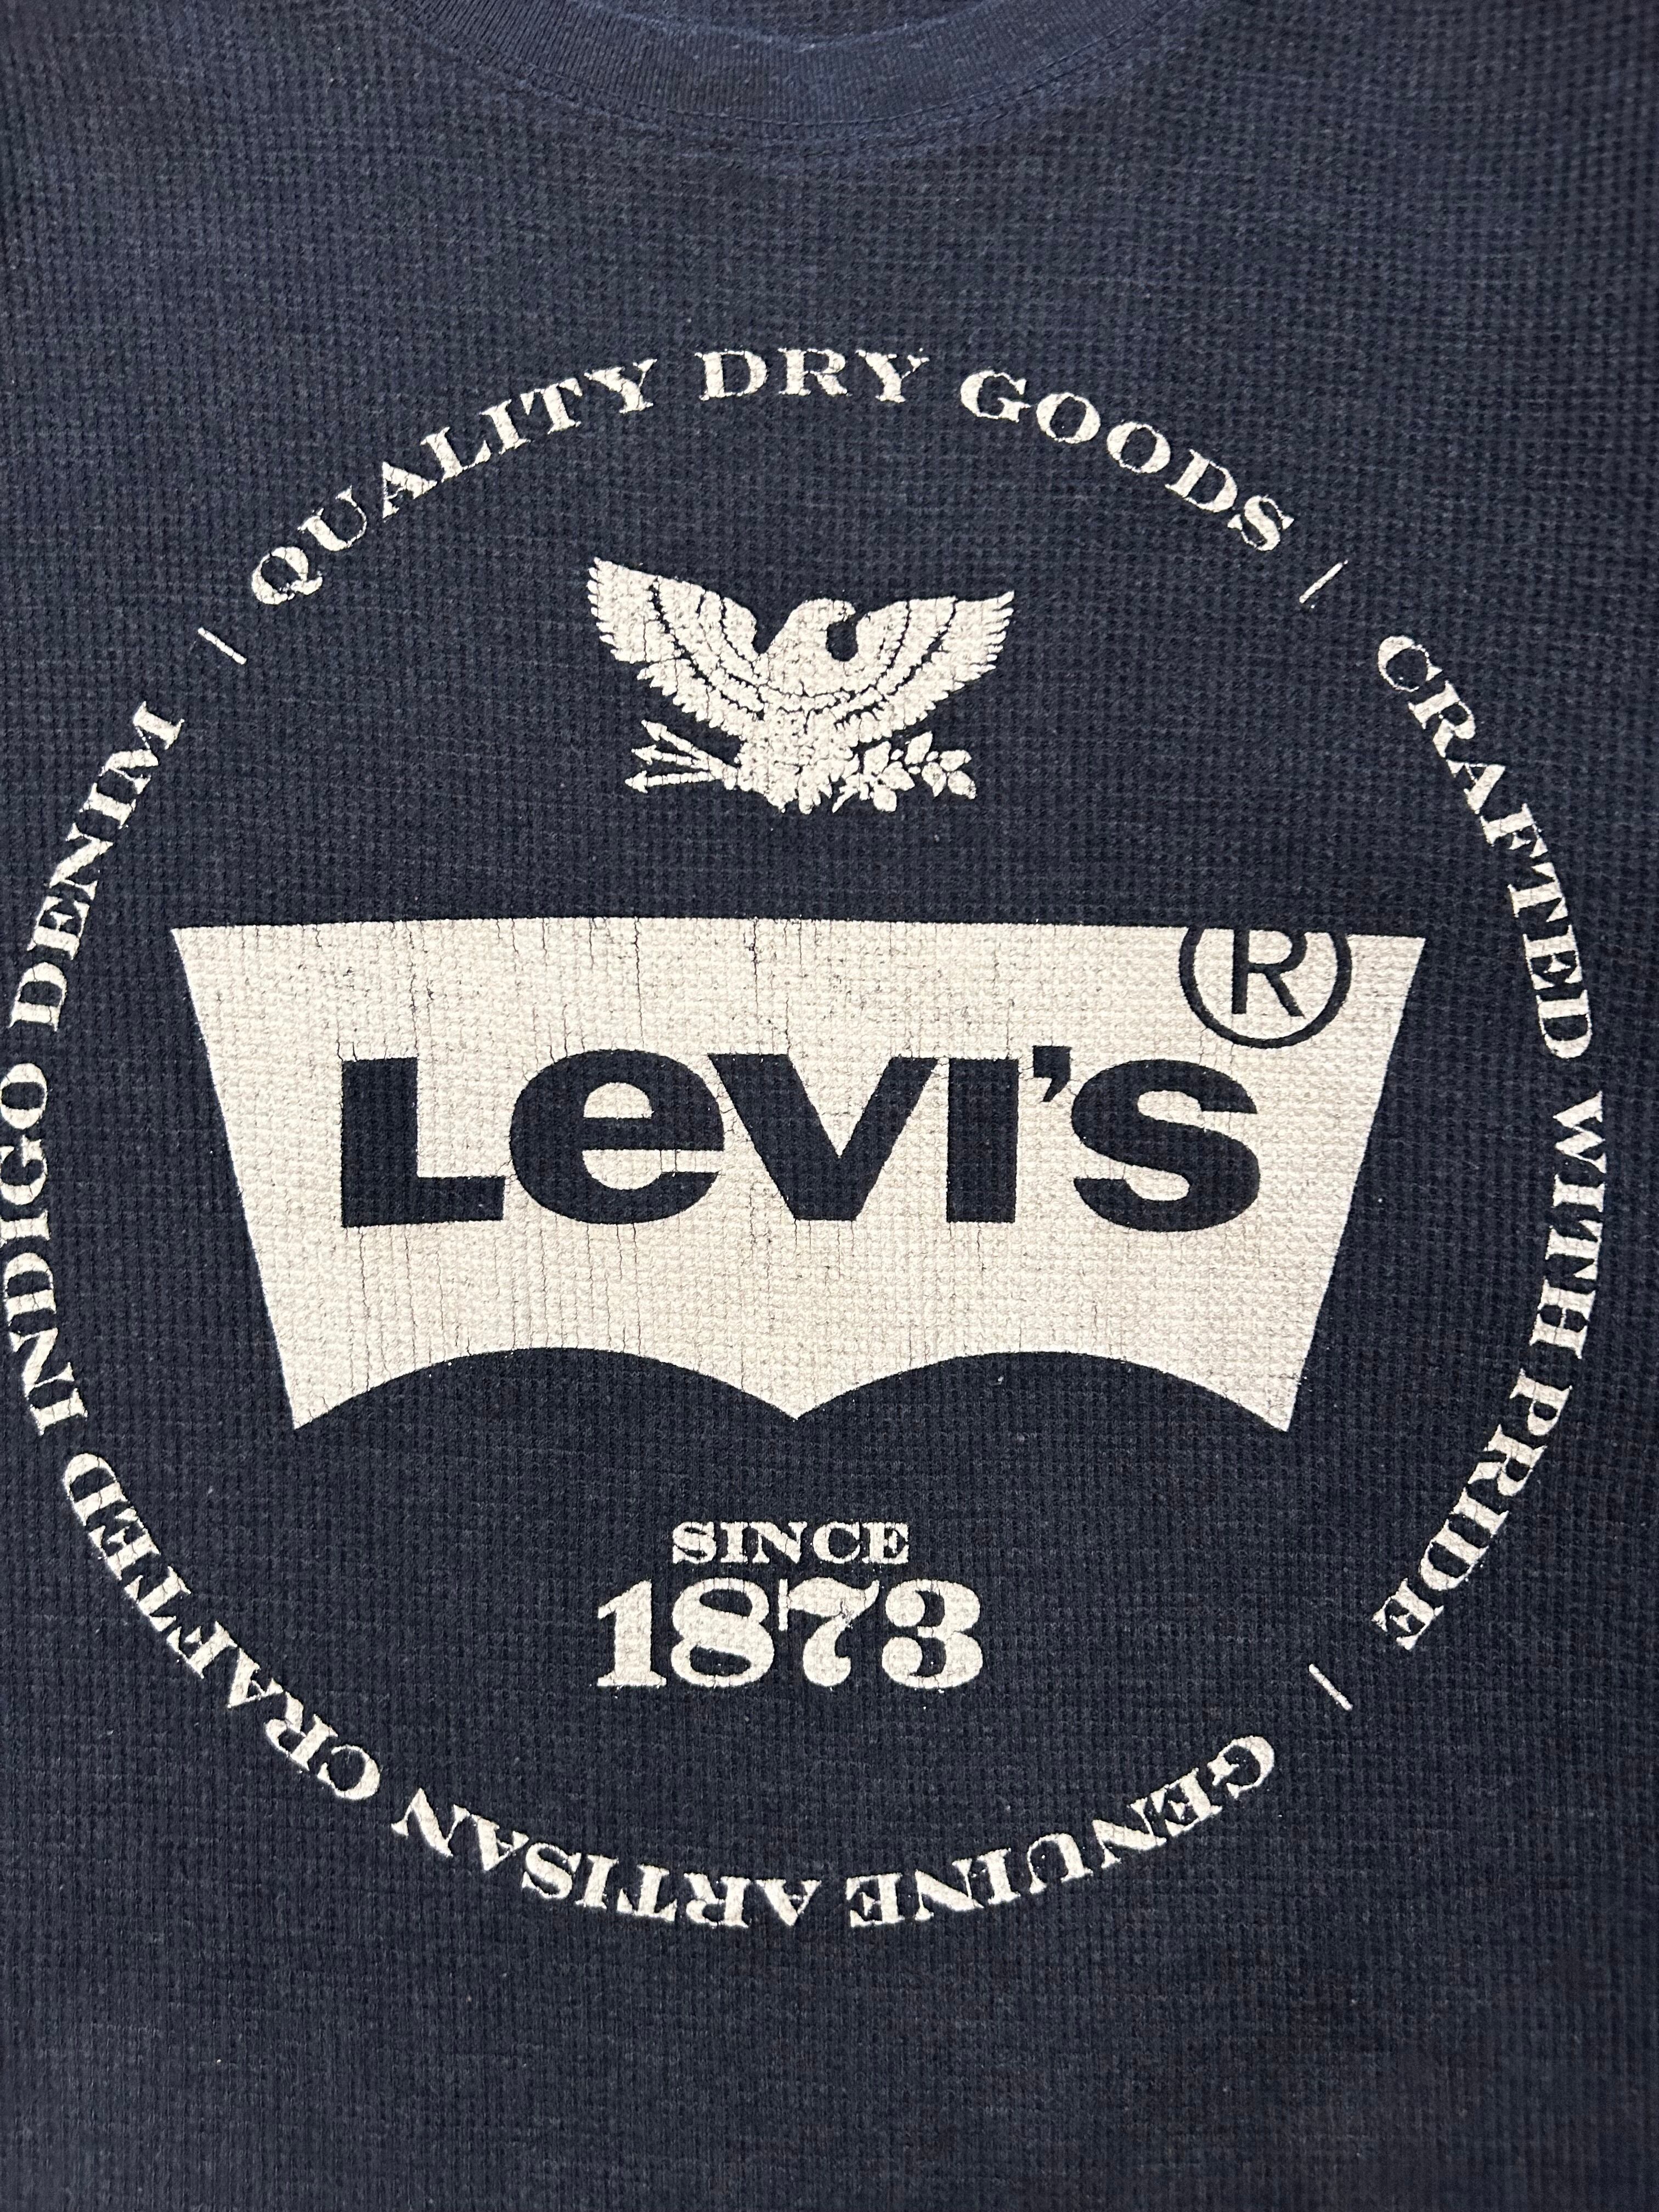 QUALITY DRY GOODS | CRAFTED WITH PRIDE | GENUINE ARTISAN CRAFTED INDIGO DENIM |
Levi's ®
SINCE
1873